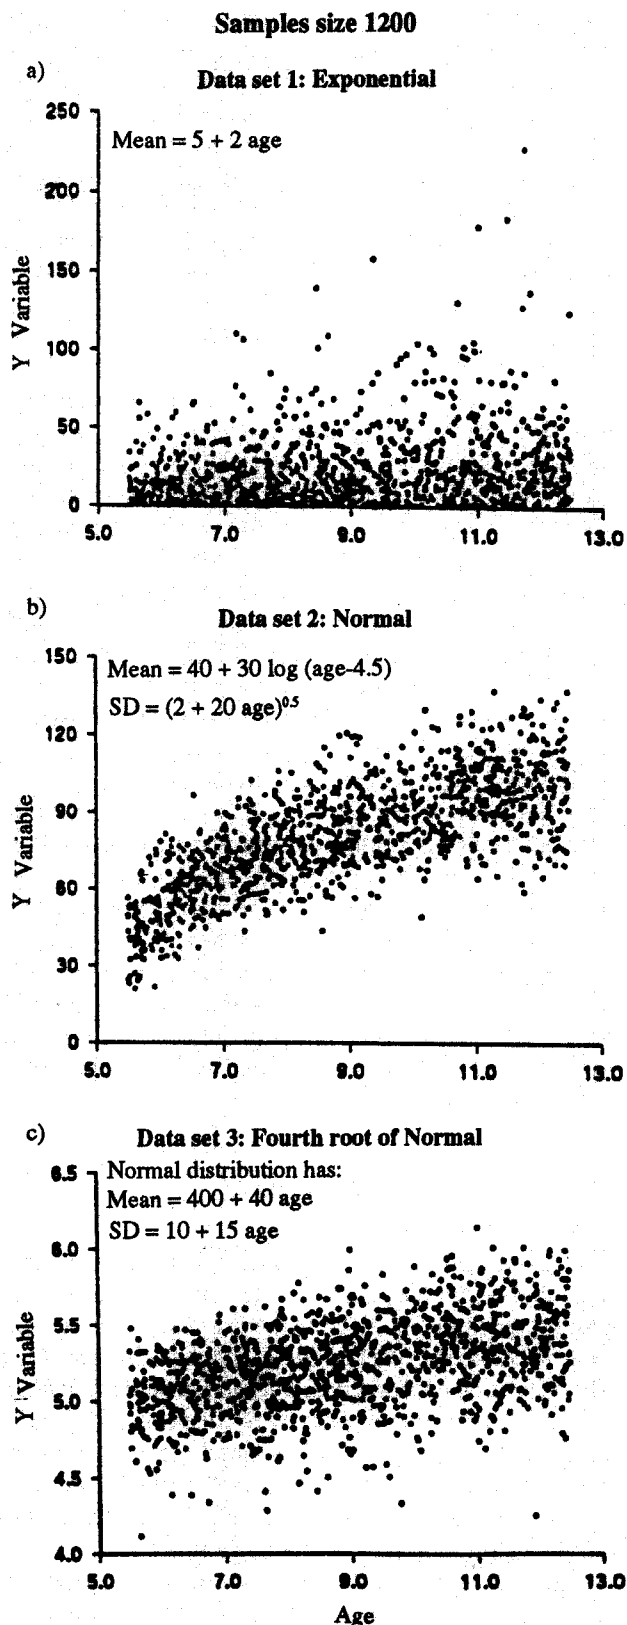 Samples size 1200
a)
Data set 1: Exponential
Mean = 5 + 2 age
250
200
150
100
50
0
Y Variable
5.0 7.0 9.0 11.0 13.0
b)
Data set 2: Normal
Mean = 40 + 30 log (age-4.5)
SD = (2 + 20 age)^0.5
150
120
90
60
30
0
Y Variable
5.0 7.0 9.0 11.0 13.0
c)
Data set 3: Fourth root of Normal
Normal distribution has:
Mean = 400 + 40 age
SD = 10 + 15 age
6.5
6.0
5.5
5.0
4.5
4.0
Y Variable
5.0 7.0 9.0 11.0 13.0
Age